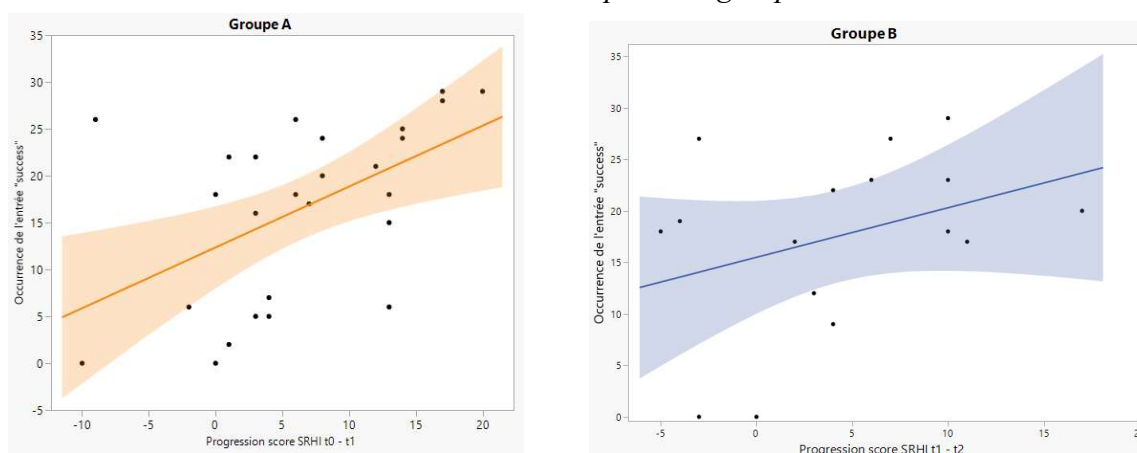 Groupe A
35
30
25
20
15
10
5
0
-5
Occurrence de l'entrée "success"
-10 -5 0 5 10 15 20
Progression score SRHI t0 - t1
Groupe B
35
30
25
20
15
10
5
0
Occurrence de l'entrée "success"
-5 0 5 10 15
Progression score SRHI t1 - t2